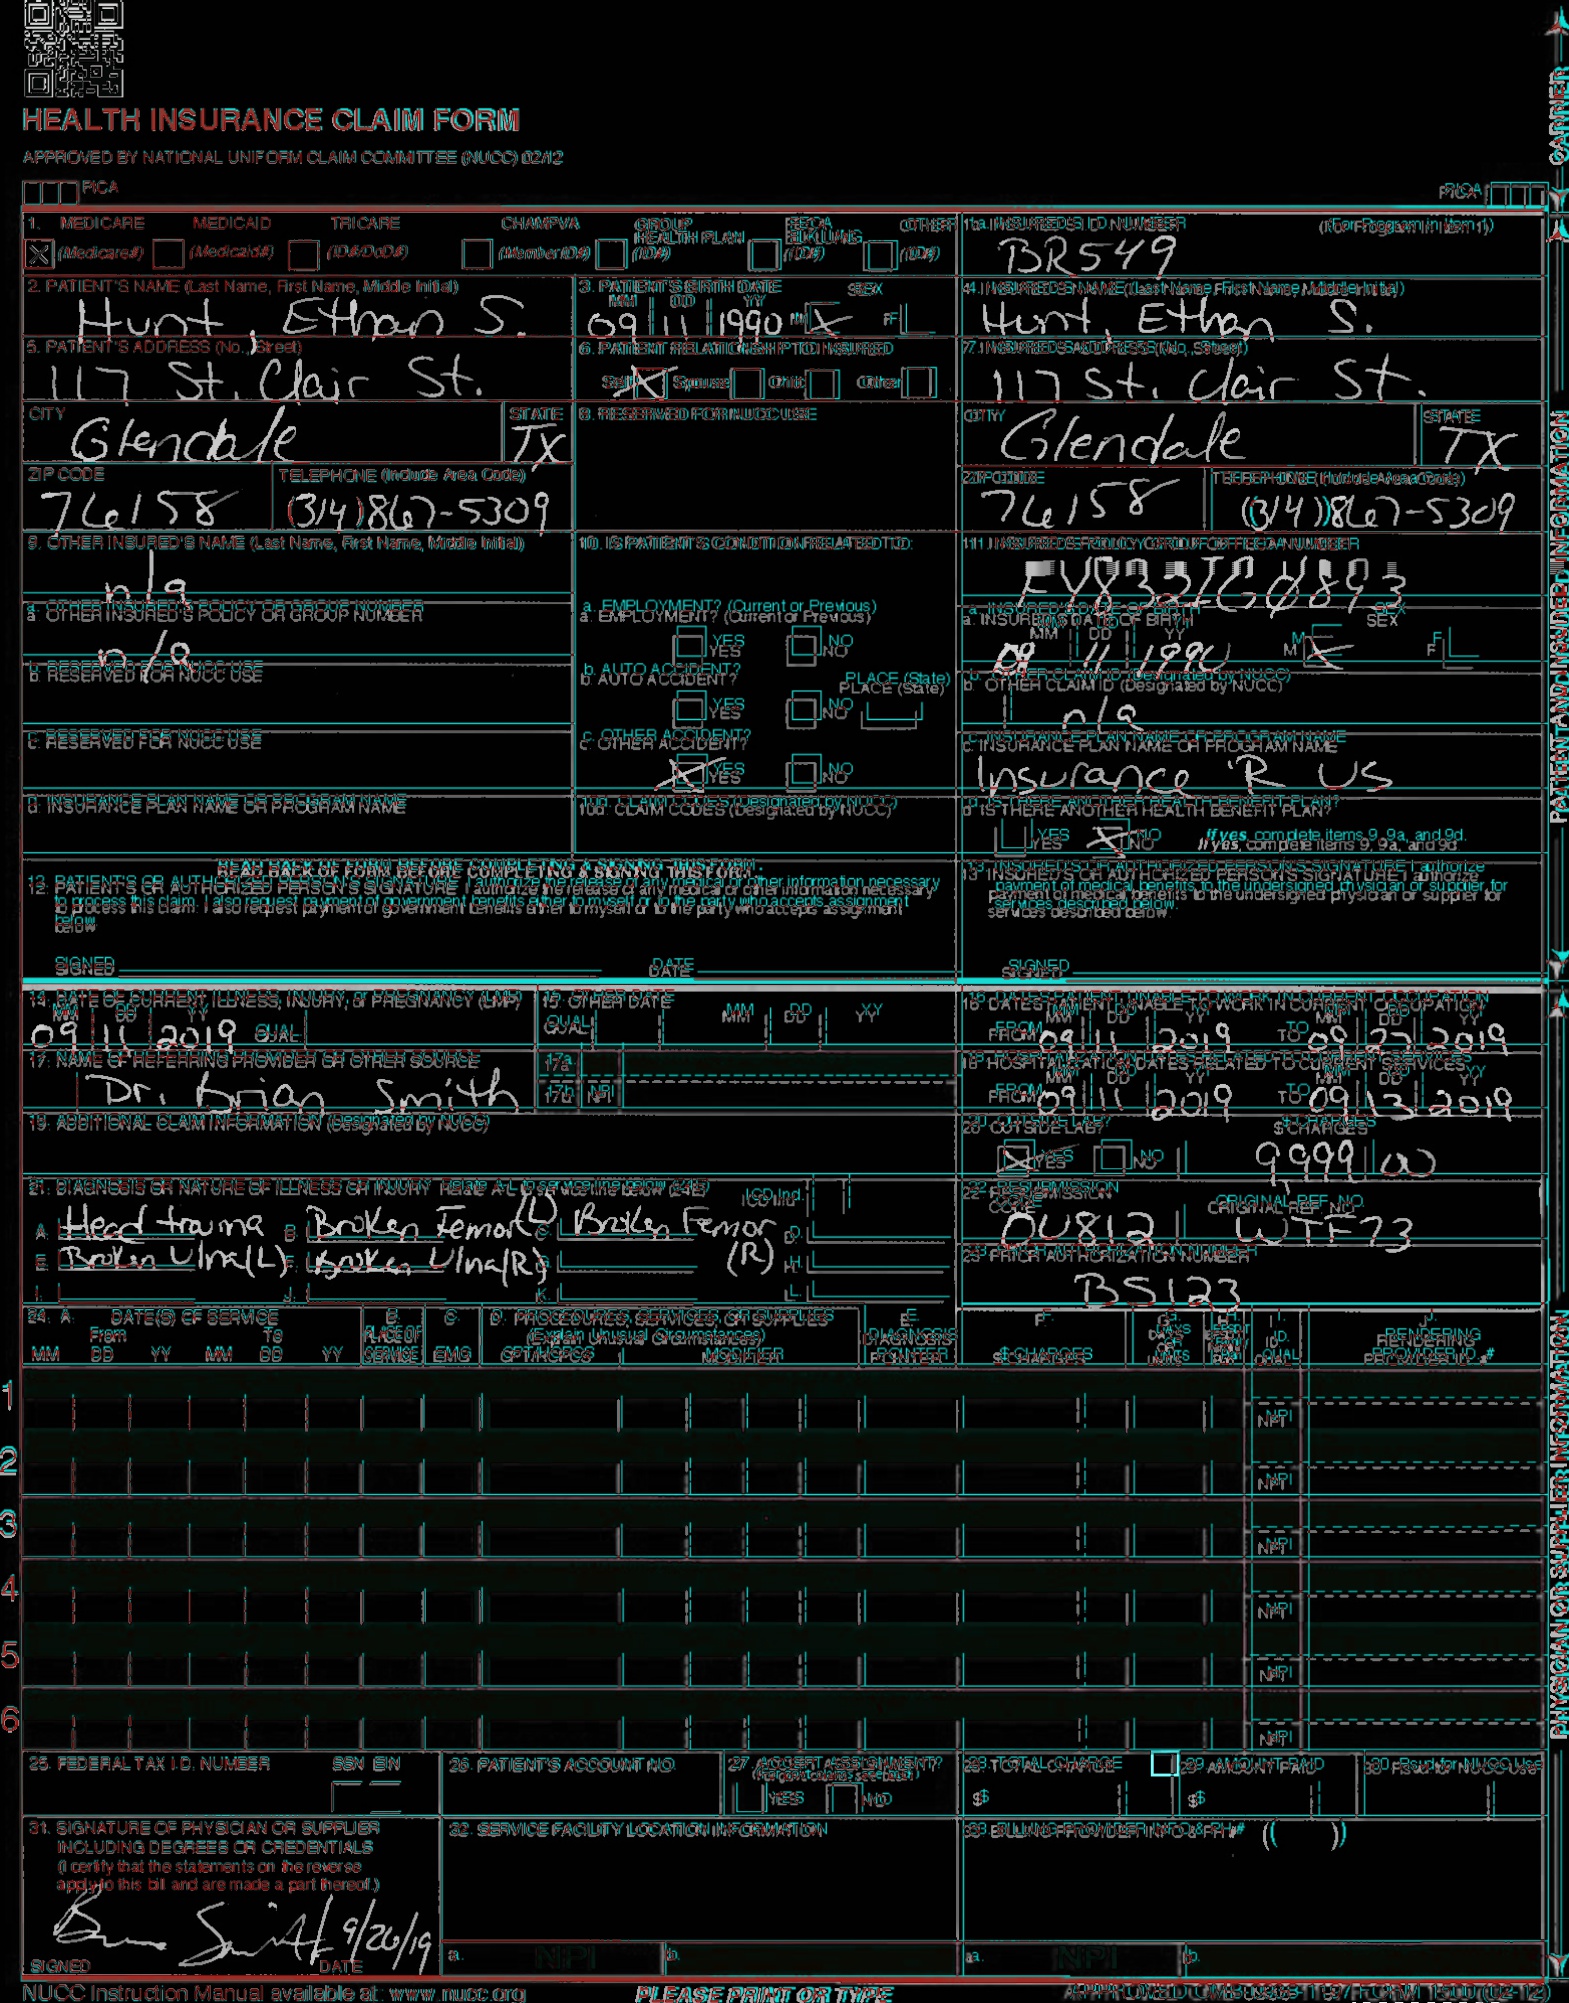 HEALTH INSURANCE CLAIM FORM
APPROVED BY NATIONAL UNIFORM CLAIM COMMITTEE (NUCC) 02/12
PICA
PICA
CARRIER
1. MEDICARE MEDICAID TRICARE CHAMPVA GROUP HEALTH PLAN FECA BLK LUNG OTHER
X (Medicare#) (Medicaid#) (ID#/DoD#) (Member ID#) (ID#) (ID#) (ID#)
1a. INSURED'S I.D. NUMBER (For Program in Item 1)
BR549
2. PATIENT'S NAME (Last Name, First Name, Middle Initial)
Hunt, Ethan S.
3. PATIENT'S BIRTH DATE SEX
MM DD YY
09 11 1990 M X F
4. INSURED'S NAME (Last Name, First Name, Middle Initial)
Hunt, Ethan S.
5. PATIENT'S ADDRESS (No., Street)
117 St. Clair St.
6. PATIENT RELATIONSHIP TO INSURED
Self X Spouse Child Other
7. INSURED'S ADDRESS (No., Street)
117 St. Clair St.
CITY STATE
Glendale TX
8. RESERVED FOR NUCC USE
CITY STATE
Glendale TX
ZIP CODE TELEPHONE (Include Area Code)
76158 (314)867-5309
ZIP CODE TELEPHONE (Include Area Code)
76158 (314)867-5309
9. OTHER INSURED'S NAME (Last Name, First Name, Middle Initial)
n/a
10. IS PATIENT'S CONDITION RELATED TO:
11. INSURED'S POLICY GROUP OR FECA NUMBER
a. OTHER INSURED'S POLICY OR GROUP NUMBER
n/a
a. EMPLOYMENT? (Current or Previous)
YES NO
a. INSURED'S DATE OF BIRTH SEX
MM DD YY
09 11 1990 M X F
b. RESERVED FOR NUCC USE
b. AUTO ACCIDENT? PLACE (State)
YES NO
b. OTHER CLAIM ID (Designated by NUCC)
n/a
c. RESERVED FOR NUCC USE
c. OTHER ACCIDENT?
X YES NO
c. INSURANCE PLAN NAME OR PROGRAM NAME
Insurance 'R US
d. INSURANCE PLAN NAME OR PROGRAM NAME
10d. CLAIM CODES (Designated by NUCC)
d. IS THERE ANOTHER HEALTH BENEFIT PLAN?
YES X NO If yes, complete items 9, 9a, and 9d.
READ BACK OF FORM BEFORE COMPLETING & SIGNING THIS FORM.
12. PATIENT'S OR AUTHORIZED PERSON'S SIGNATURE I authorize the release of any medical or other information necessary
to process this claim. I also request payment of government benefits either to myself or to the party who accepts assignment
below.
SIGNED DATE
13. INSURED'S OR AUTHORIZED PERSON'S SIGNATURE I authorize
payment of medical benefits to the undersigned physician or supplier for
services described below.
SIGNED
PATIENT AND INSURED INFORMATION
14. DATE OF CURRENT ILLNESS, INJURY, or PREGNANCY (LMP)
MM DD YY
09 11 2019 QUAL.
15. OTHER DATE
QUAL. MM DD YY
16. DATES PATIENT UNABLE TO WORK IN CURRENT OCCUPATION
MM DD YY MM DD YY
FROM 09 11 2019 TO 09 27 2019
17. NAME OF REFERRING PROVIDER OR OTHER SOURCE
Dr. Brian Smith
17a.
17b. NPI
18. HOSPITALIZATION DATES RELATED TO CURRENT SERVICES
MM DD YY MM DD YY
FROM 09 11 2019 TO 09 13 2019
19. ADDITIONAL CLAIM INFORMATION (Designated by NUCC)
20. OUTSIDE LAB? $ CHARGES
X YES NO 9999 00
21. DIAGNOSIS OR NATURE OF ILLNESS OR INJURY Relate A-L to service line below (24E) ICD Ind.
A. Head trauma B. Broken Femor(L) C. Broken Femor (R) D.
E. Broken Ulna(L) F. Broken Ulna(R) G. H.
I. J. K. L.
22. RESUBMISSION CODE ORIGINAL REF. NO.
OU812 WTF73
23. PRIOR AUTHORIZATION NUMBER
BS123
24. A. DATE(S) OF SERVICE B. C. D. PROCEDURES, SERVICES, OR SUPPLIES E. F. G. H. I. J.
From To PLACE OF (Explain Unusual Circumstances) DIAGNOSIS DAYS OR ID. RENDERING
MM DD YY MM DD YY SERVICE EMG CPT/HCPCS MODIFIER POINTER $ CHARGES UNITS QUAL. PROVIDER ID. #
1 NPI
2 NPI
3 NPI
4 NPI
5 NPI
6 NPI
PHYSICIAN OR SUPPLIER INFORMATION
25. FEDERAL TAX I.D. NUMBER SSN EIN
26. PATIENT'S ACCOUNT NO.
27. ACCEPT ASSIGNMENT?
YES NO
28. TOTAL CHARGE
$
29. AMOUNT PAID
$
30. Rsvd for NUCC Use
31. SIGNATURE OF PHYSICIAN OR SUPPLIER
INCLUDING DEGREES OR CREDENTIALS
(I certify that the statements on the reverse
apply to this bill and are made a part thereof.)
9/26/19
SIGNED DATE
32. SERVICE FACILITY LOCATION INFORMATION
a. NPI b.
33. BILLING PROVIDER INFO & PH # ( )
a. NPI b.
NUCC Instruction Manual available at: www.nucc.org
PLEASE PRINT OR TYPE
APPROVED OMB-0938-1197 FORM 1500 (02-12)